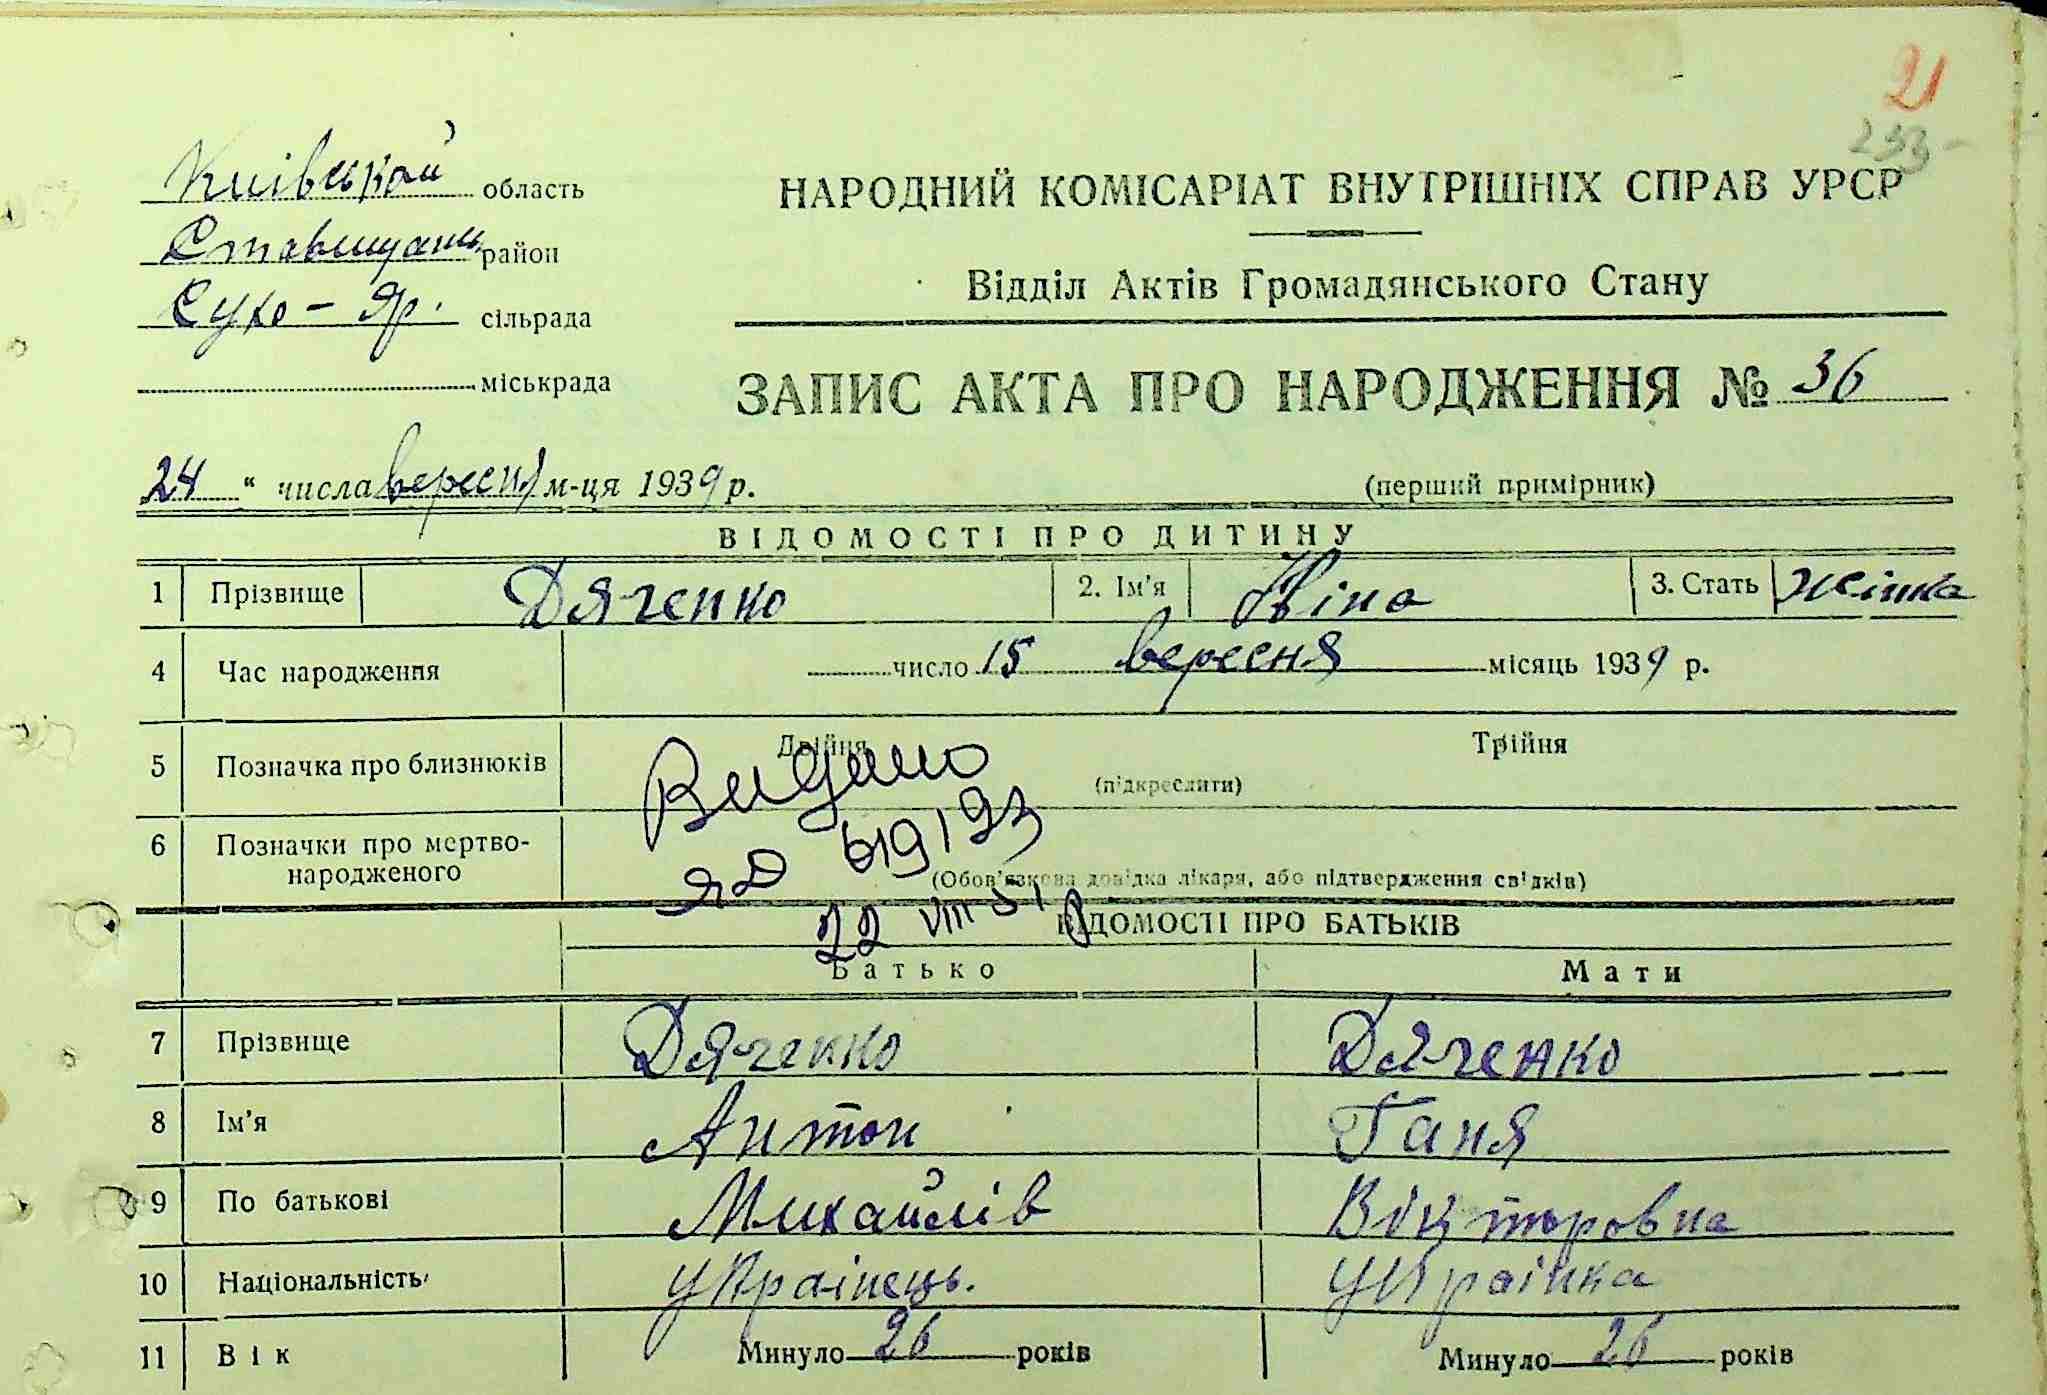 21
233
Київськой область
Ставищанс. район
Сухо-Яр. сільрада
міськрада
НАРОДНИЙ КОМІСАРІАТ ВНУТРІШНІХ СПРАВ УРСР
Відділ Актів Громадянського Стану
ЗАПИС АКТА ПРО НАРОДЖЕННЯ № 36
24 " числа вересня м-ця 1939 р.
(перший примірник)
ВІДОМОСТІ ПРО ДИТИНУ
1 Прізвище Дяченко 2. Ім'я Ніна 3. Стать жінка
4 Час народження число 15 вересня місяць 1939 р.
5 Позначка про близнюків Двійня Трійня
(підкреслити)
Видано
6 Позначки про мертво-
народженого
ЯД 619193
(Обов'язкова довідка лікаря, або підтвердження свідків)
22 VIII 51
ВІДОМОСТІ ПРО БАТЬКІВ
Батько Мати
7 Прізвище Дяченко Дяченко
8 Ім'я Антон Ганя
9 По батькові Михайлів Вікторовна
10 Національність Українець. Українка
11 Вік Минуло 26 років Минуло 26 років